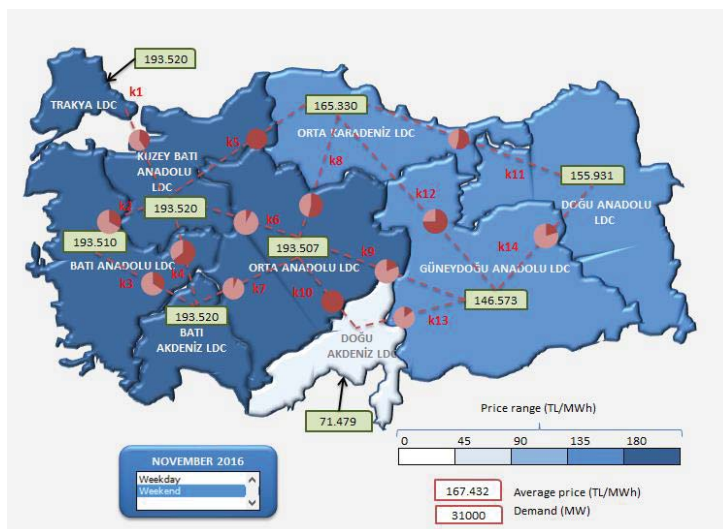 193.520
TRAKYA LDC
k1
165.330
ORTA KARADENİZ LDC
k5
KUZEY BATI
ANADOLU
LDC
k8
k11
155.931
DOĞU ANADOLU
LDC
k12
193.520
k6
193.510
193.507
k14
BATI ANADOLU LDC
k4
ORTA ANADOLU LDC
k9
GÜNEYDOĞU ANADOLU LDC
k3
k7
k10
146.573
193.520
BATI
AKDENİZ LDC
k13
DOĞU
AKDENİZ LDC
71.479
Price range (TL/MWh)
0 45 90 135 180
NOVEMBER 2016
Weekday
Weekend
167.432 Average price (TL/MWh)
31000 Demand (MW)